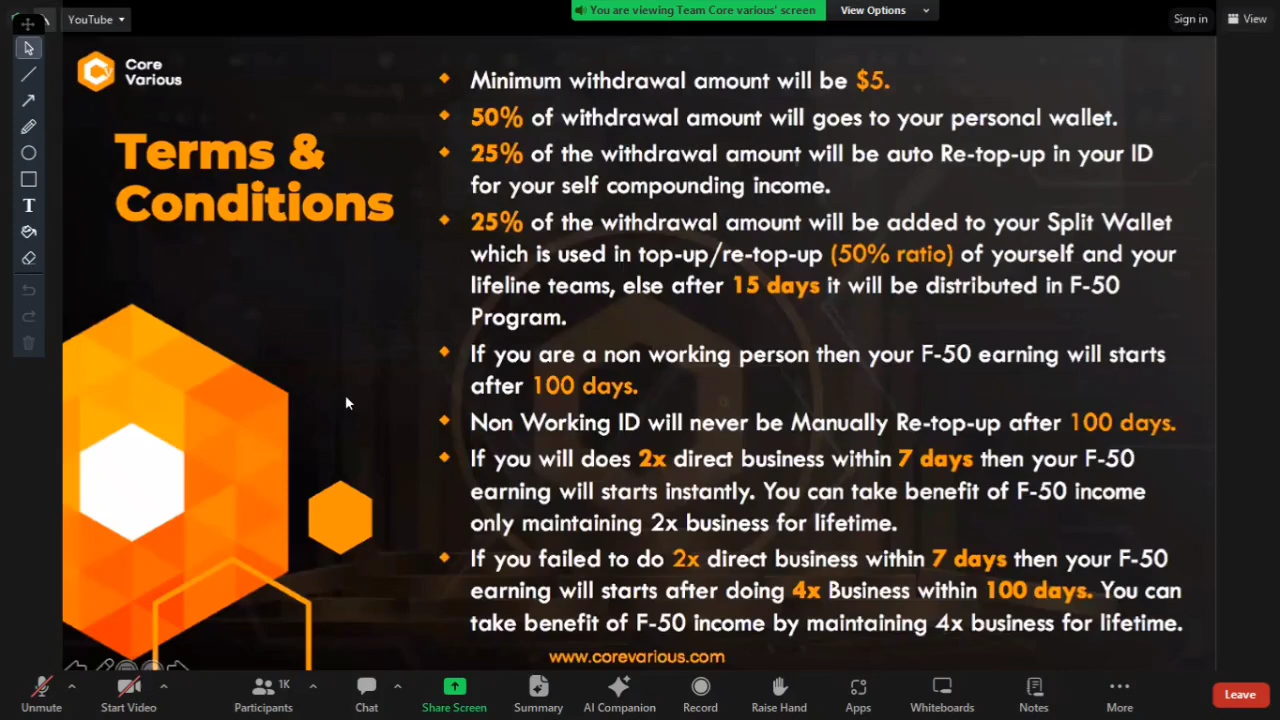 YouTube
You are viewing Team Core various' screen
View Options
Sign in
View
Core
Various
Terms &
Conditions
Minimum withdrawal amount will be $5.
50% of withdrawal amount will goes to your personal wallet.
25% of the withdrawal amount will be auto Re-top-up in your ID
for your self compounding income.
25% of the withdrawal amount will be added to your Split Wallet
which is used in top-up/re-top-up (50% ratio) of yourself and your
lifeline teams, else after 15 days it will be distributed in F-50
Program.
If you are a non working person then your F-50 earning will starts
after 100 days.
Non Working ID will never be Manually Re-top-up after 100 days.
If you will does 2x direct business within 7 days then your F-50
earning will starts instantly. You can take benefit of F-50 income
only maintaining 2x business for lifetime.
If you failed to do 2x direct business within 7 days then your F-50
earning will starts after doing 4x Business within 100 days. You can
take benefit of F-50 income by maintaining 4x business for lifetime.
www.corevarious.com
1K
Unmute
Start Video
Participants
Chat
Share Screen
Summary
AI Companion
Record
Raise Hand
Apps
Whiteboards
Notes
More
Leave